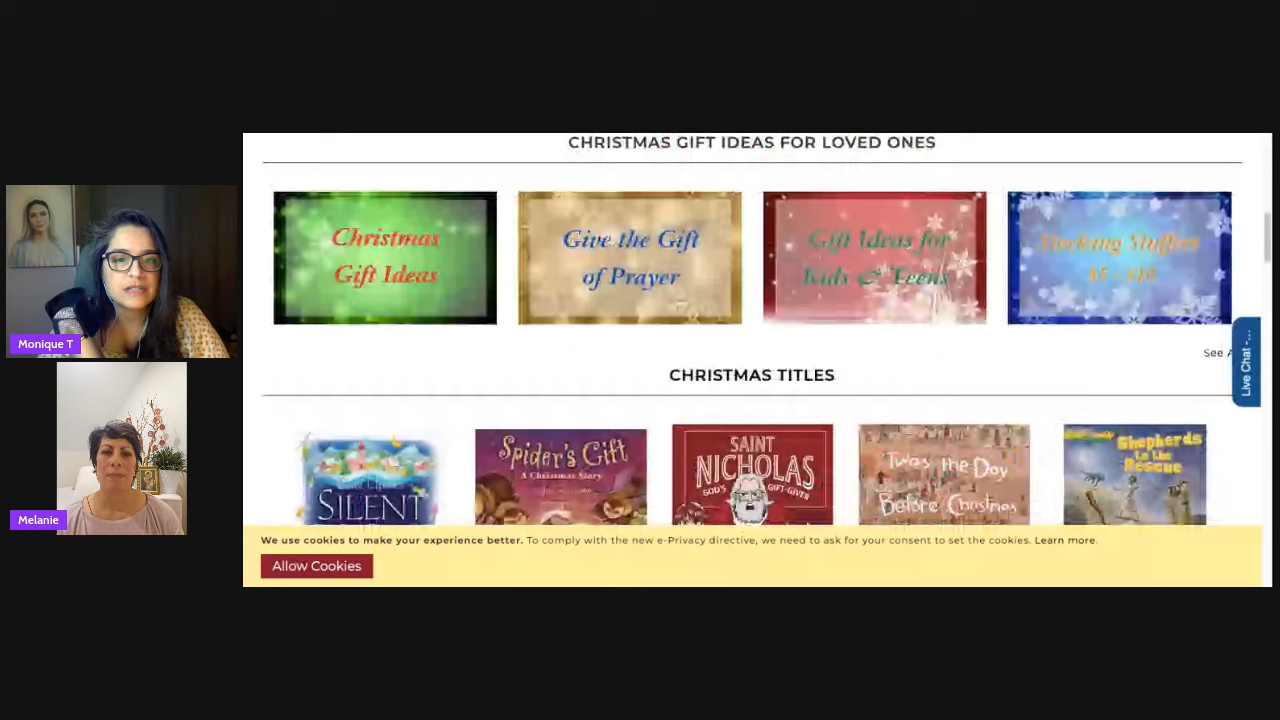 CHRISTMAS GIFT IDEAS FOR LOVED ONES
Christmas
Gift Ideas
Give the Gift
of Prayer
Gift Ideas for
Kids & Teens
Stocking Stuffers
$5 - $10
Monique T
Live Chat -...
See
CHRISTMAS TITLES
SILENT
Spider's Gift
A Christmas Story
SAINT
NICHOLAS
GOD'S GIFT-GIVER
'Twas the Day
Before Christmas
Shepherds
to the
Rescue
Melanie
We use cookies to make your experience better. To comply with the new e-Privacy directive, we need to ask for your consent to set the cookies. Learn more.
Allow Cookies